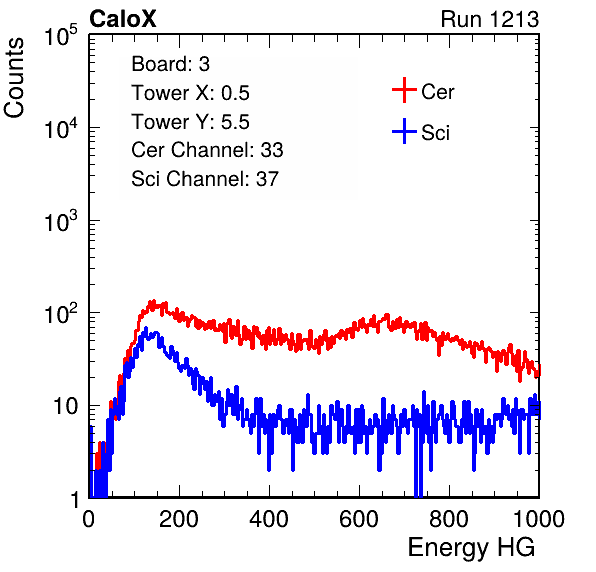 CaloX Run 1213
Counts
10^5
10^4
10^3
10^2
10
1
Board: 3
Tower X: 0.5
Tower Y: 5.5
Cer Channel: 33
Sci Channel: 37
Cer
Sci
0 200 400 600 800 1000
Energy HG